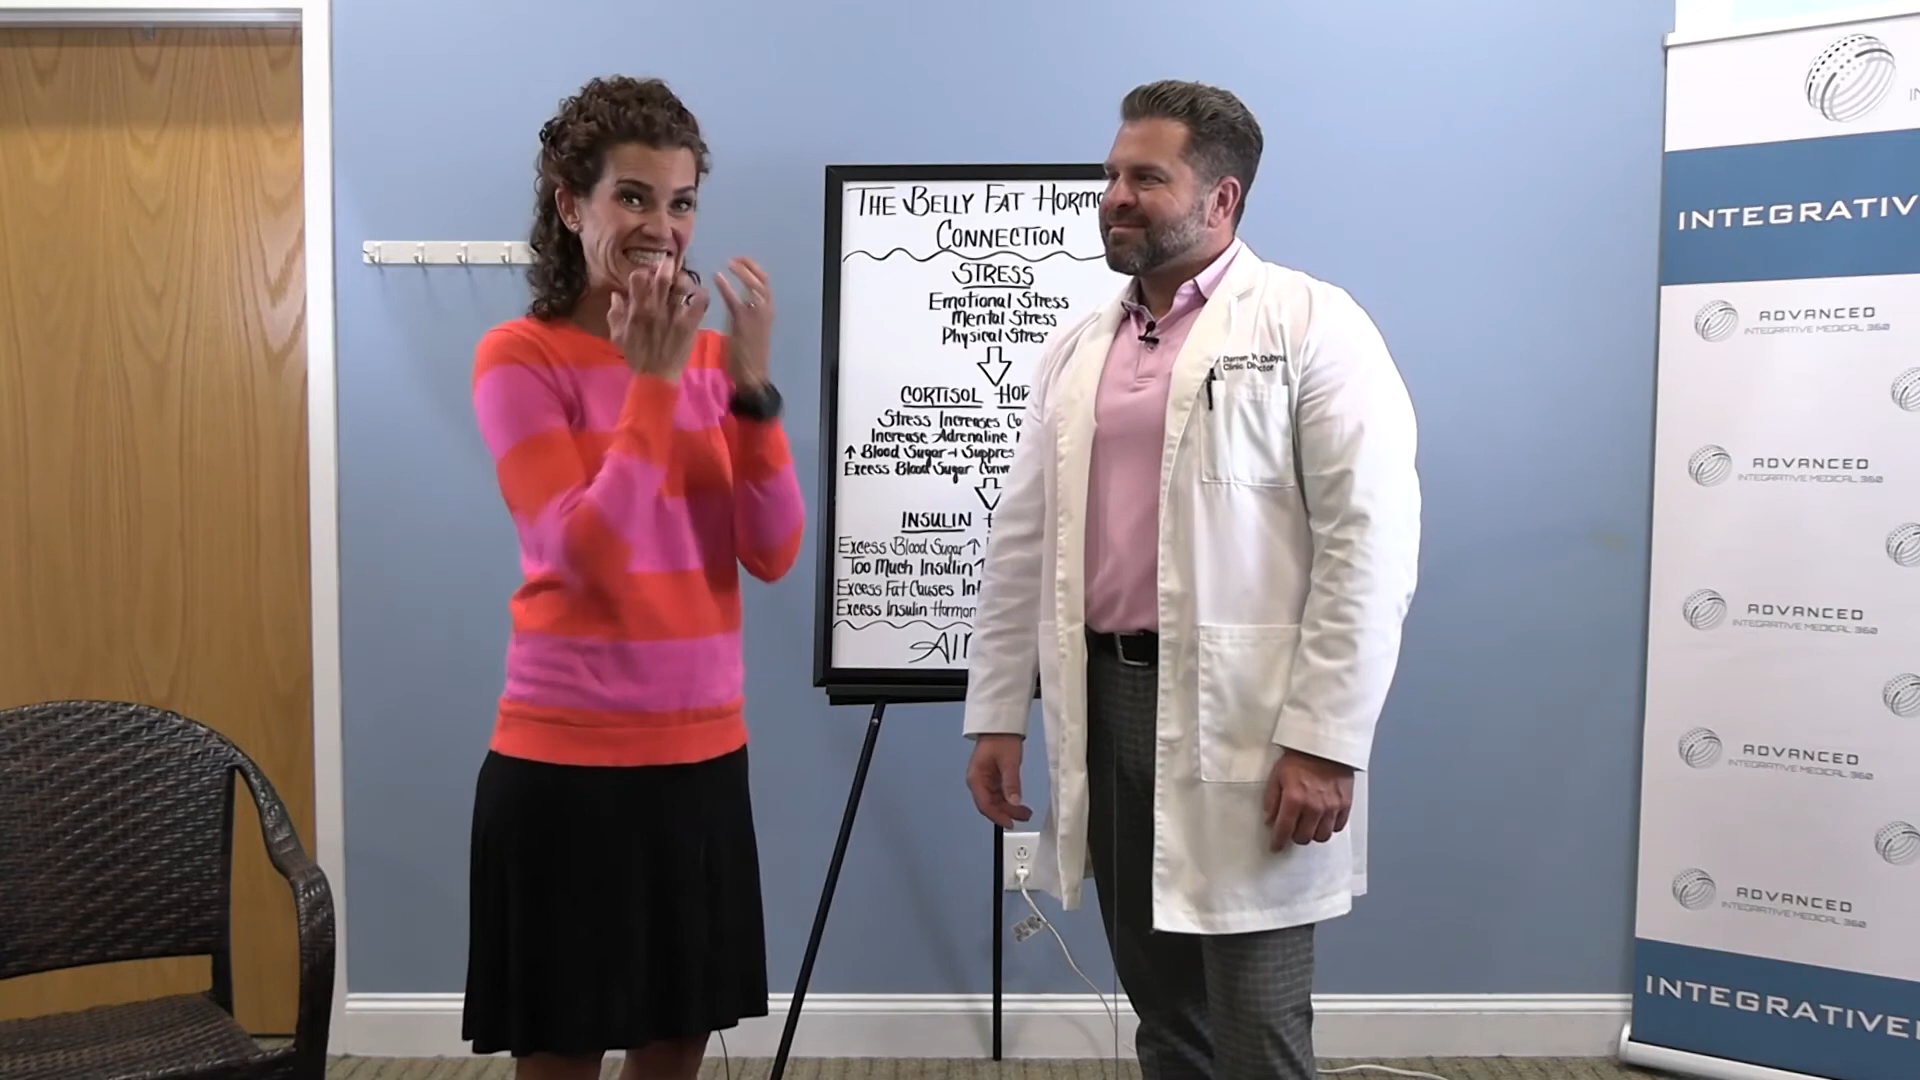 THE BELLY FAT HORMO
CONNECTION
STRESS
Emotional Stress
Mental Stress
Physical Stres
CORTISOL HOR
Stress Increases Co
Increase Adrenaline
↑ Blood Sugar → Suppres
Excess Blood Sugar Conve
INSULIN
Excess Blood Sugar ↑
Too Much Insulin ↑
Excess Fat Causes In
Excess Insulin Hormon
AIM
Clinic Director
INTEGRATIV
ADVANCED
INTEGRATIVE MEDICAL 360
ADVANCED
INTEGRATIVE MEDICAL 360
ADVANCED
INTEGRATIVE MEDICAL 360
ADVANCED
INTEGRATIVE MEDICAL 360
ADVANCED
INTEGRATIVE MEDICAL 360
INTEGRATIVE